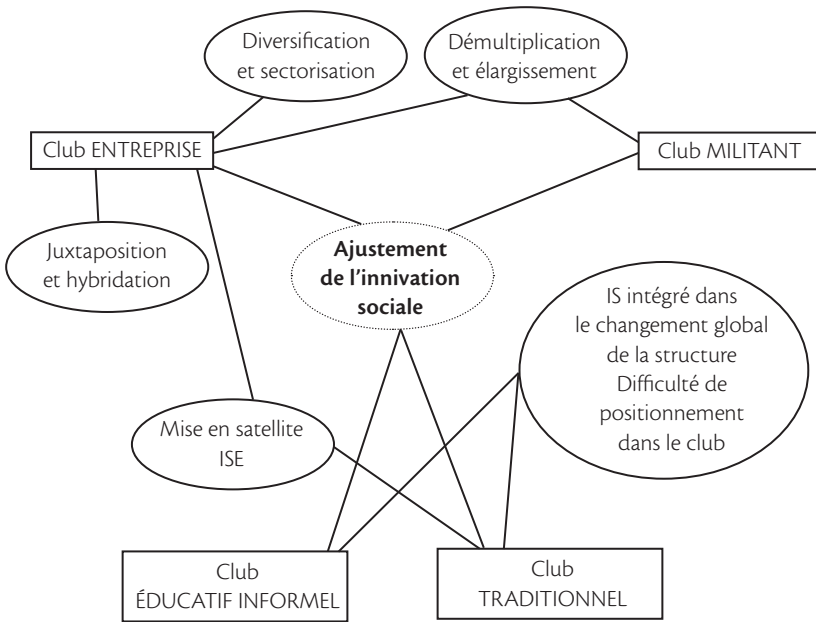 Diversification
et sectorisation
Démultiplication
et élargissement
Club ENTREPRISE
Club MILITANT
Juxtaposition
et hybridation
Ajustement
de l’innivation
sociale
IS intégré dans
le changement global
de la structure
Difficulté de
positionnement
dans le club
Mise en satellite
ISE
Club
ÉDUCATIF INFORMEL
Club
TRADITIONNEL